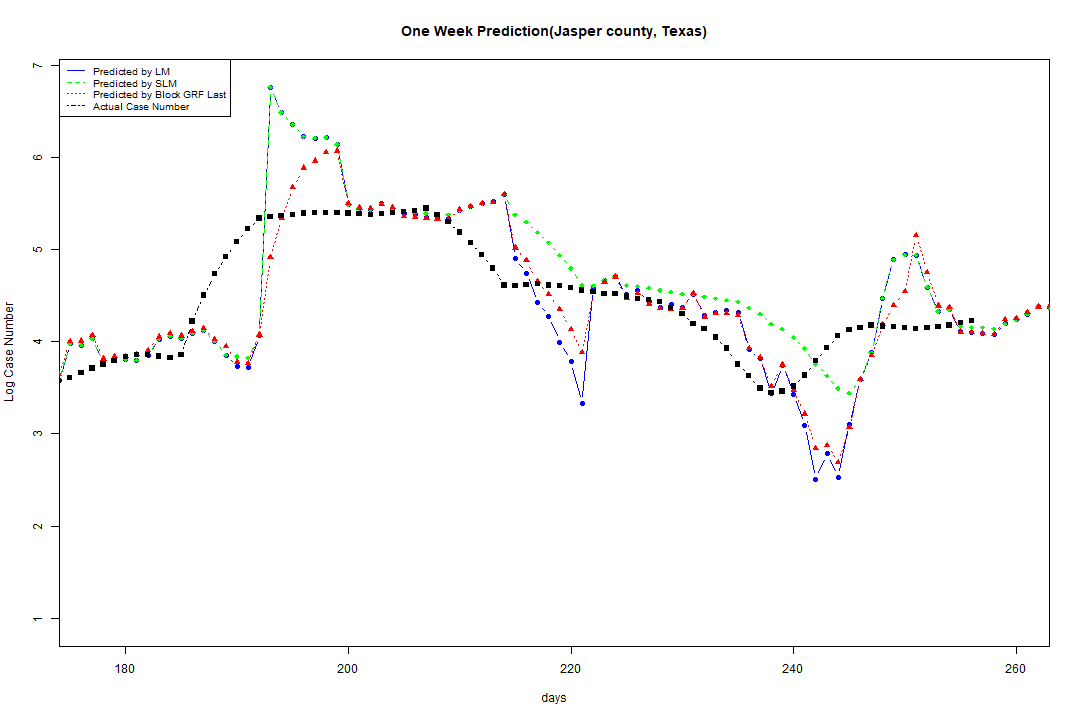 One Week Prediction(Jasper county, Texas)
7
Predicted by LM
Predicted by SLM
Predicted by Block GRF Last
Actual Case Number
6
5
4
3
2
1
Log Case Number
180 200 220 240 260
days